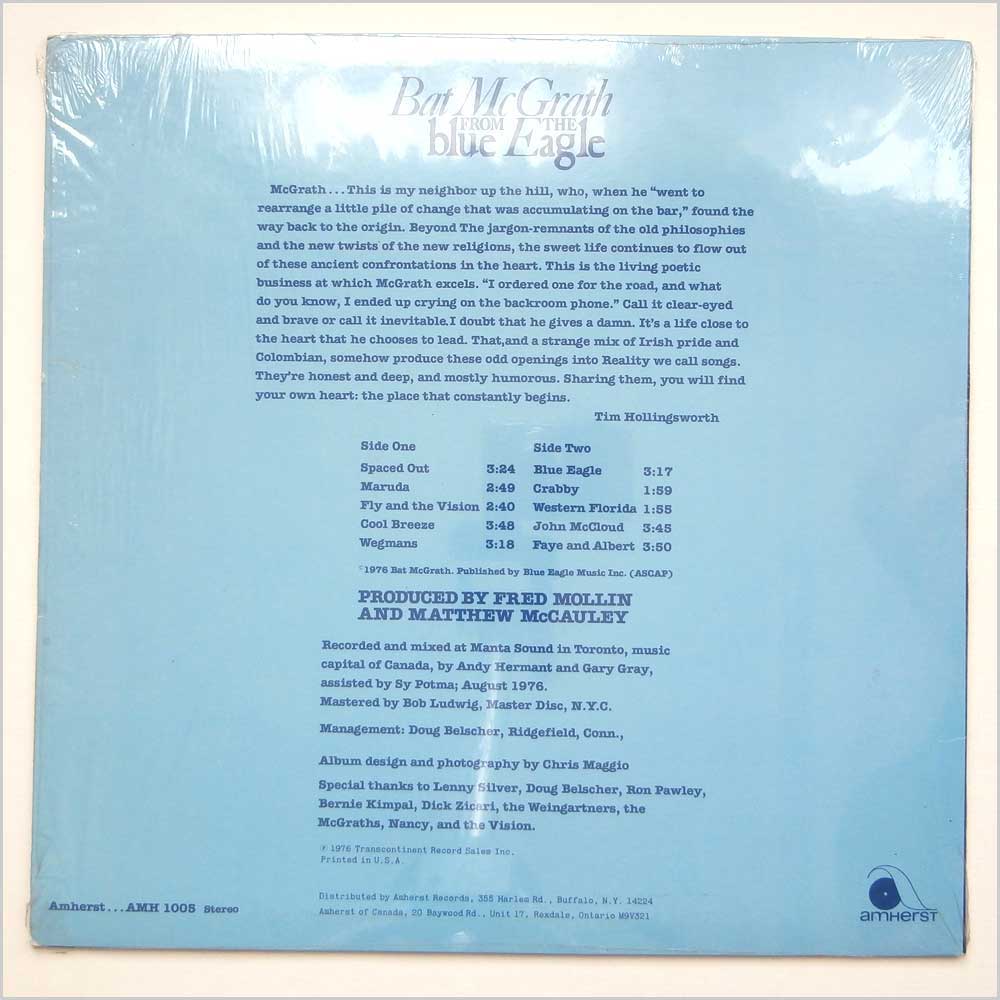 Bat McGrath
FROM THE
blue Eagle
McGrath...This is my neighbor up the hill, who, when he "went to
rearrange a little pile of change that was accumulating on the bar," found the
way back to the origin. Beyond The jargon-remnants of the old philosophies
and the new twists of the new religions, the sweet life continues to flow out
of these ancient confrontations in the heart. This is the living poetic
business at which McGrath excels. "I ordered one for the road, and what
do you know, I ended up crying on the backroom phone." Call it clear-eyed
and brave or call it inevitable.I doubt that he gives a damn. It's a life close to
the heart that he chooses to lead. That,and a strange mix of Irish pride and
Colombian, somehow produce these odd openings into Reality we call songs.
They're honest and deep, and mostly humorous. Sharing them, you will find
your own heart: the place that constantly begins.
Tim Hollingsworth
Side One
Spaced Out 3:24
Maruda 2:49
Fly and the Vision 2:40
Cool Breeze 3:48
Wegmans 3:18
Side Two
Blue Eagle 3:17
Crabby 1:59
Western Florida 1:55
John McCloud 3:45
Faye and Albert 3:50
©1976 Bat McGrath. Published by Blue Eagle Music Inc. (ASCAP)
PRODUCED BY FRED MOLLIN
AND MATTHEW McCAULEY
Recorded and mixed at Manta Sound in Toronto, music
capital of Canada, by Andy Hermant and Gary Gray,
assisted by Sy Potma; August 1976.
Mastered by Bob Ludwig, Master Disc, N.Y.C.
Management: Doug Belscher, Ridgefield, Conn.,
Album design and photography by Chris Maggio
Special thanks to Lenny Silver, Doug Belscher, Ron Pawley,
Bernie Kimpal, Dick Zicari, the Weingartners, the
McGraths, Nancy, and the Vision.
℗ 1976 Transcontinent Record Sales Inc.
Printed in U.S.A.
Distributed by Amherst Records, 355 Harlem Rd., Buffalo, N.Y. 14224
Amherst of Canada, 20 Baywood Rd., Unit 17, Rexdale, Ontario M9V321
Amherst...AMH 1005 Stereo
amherst